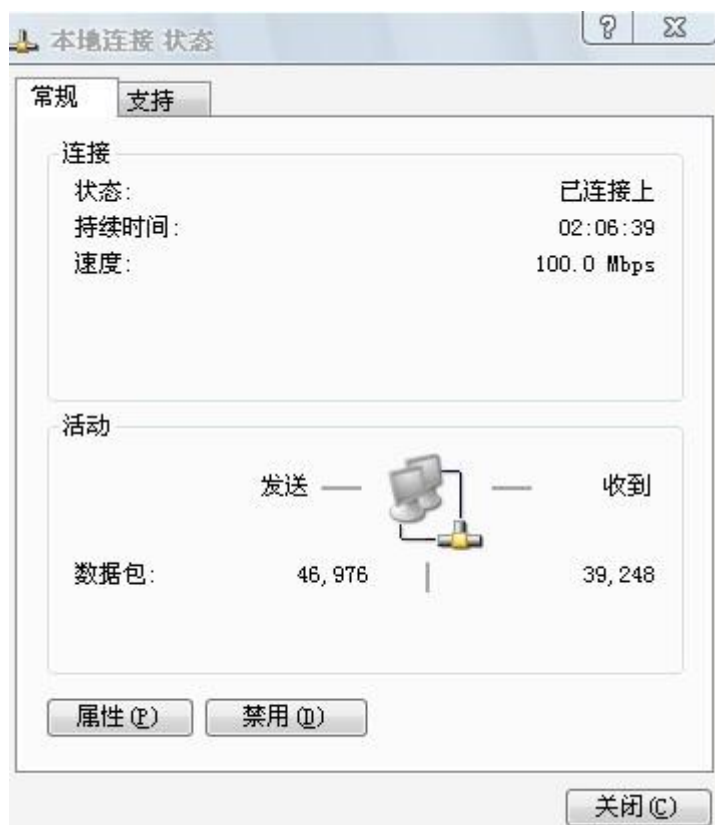 本地连接 状态
常规 支持
连接
状态: 已连接上
持续时间: 02:06:39
速度: 100.0 Mbps
活动
发送 — — 收到
数据包: 46,976 | 39,248
属性(P) 禁用(D)
关闭(C)